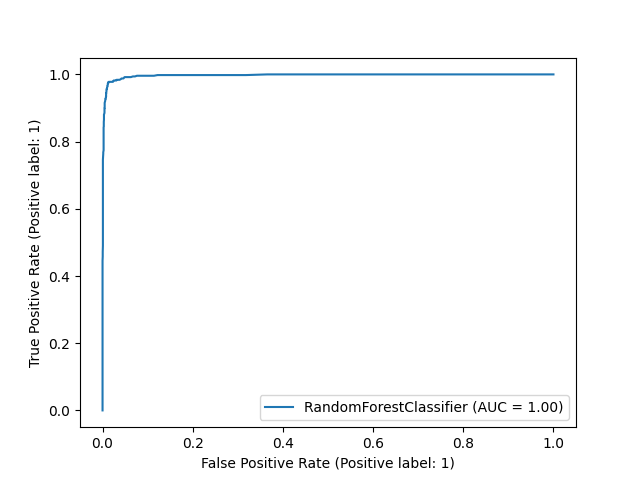 1.0
0.8
0.6
0.4
0.2
0.0
True Positive Rate (Positive label: 1)
RandomForestClassifier (AUC = 1.00)
0.0 0.2 0.4 0.6 0.8 1.0
False Positive Rate (Positive label: 1)